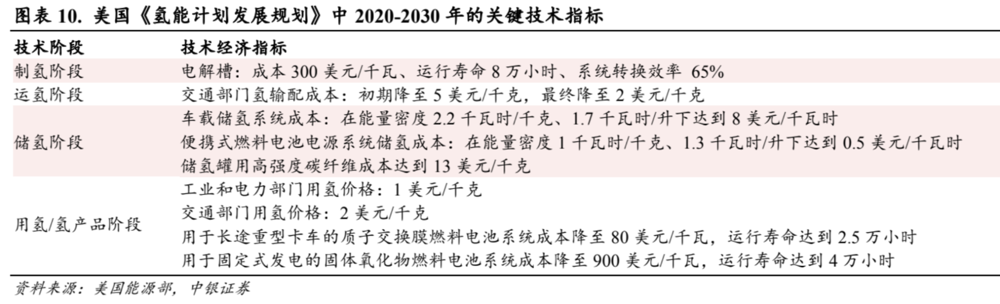 图表 10. 美国《氢能计划发展规划》中 2020-2030 年的关键技术指标
技术阶段 技术经济指标
制氢阶段 电解槽：成本 300 美元/千瓦、运行寿命 8 万小时、系统转换效率 65%
运氢阶段 交通部门氢输配成本：初期降至 5 美元/千克，最终降至 2 美元/千克
车载储氢系统成本：在能量密度 2.2 千瓦时/千克、1.7 千瓦时/升下达到 8 美元/千瓦时
储氢阶段 便携式燃料电池电源系统储氢成本：在能量密度 1 千瓦时/千克、1.3 千瓦时/升下达到 0.5 美元/千瓦时
储氢罐用高强度碳纤维成本达到 13 美元/千克
工业和电力部门用氢价格：1 美元/千克
交通部门用氢价格：2 美元/千克
用氢/氢产品阶段
用于长途重型卡车的质子交换膜燃料电池系统成本降至 80 美元/千瓦，运行寿命达到 2.5 万小时
用于固定式发电的固体氧化物燃料电池系统成本降至 900 美元/千瓦，运行寿命达到 4 万小时
资料来源：美国能源部，中银证券